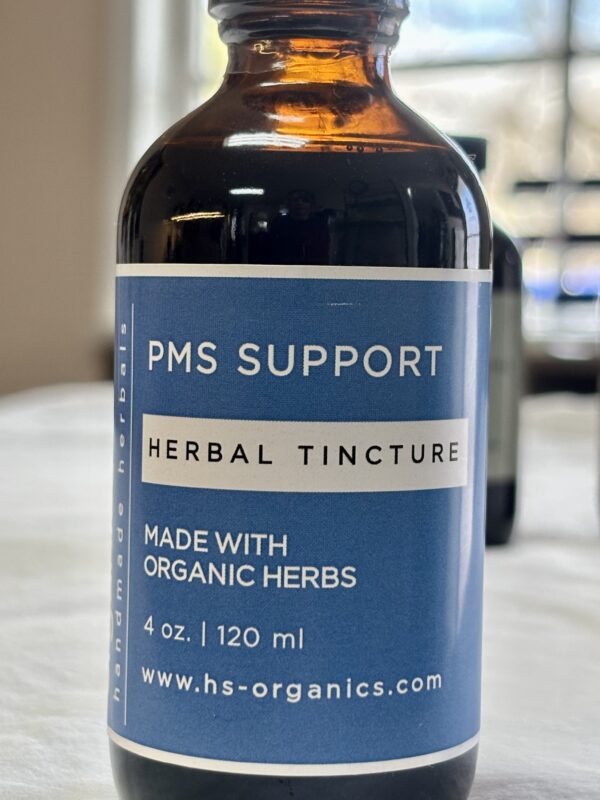 PMS SUPPORT
HERBAL TINCTURE
MADE WITH
ORGANIC HERBS
4 oz. | 120 ml
www.hs-organics.com
handmade herbals